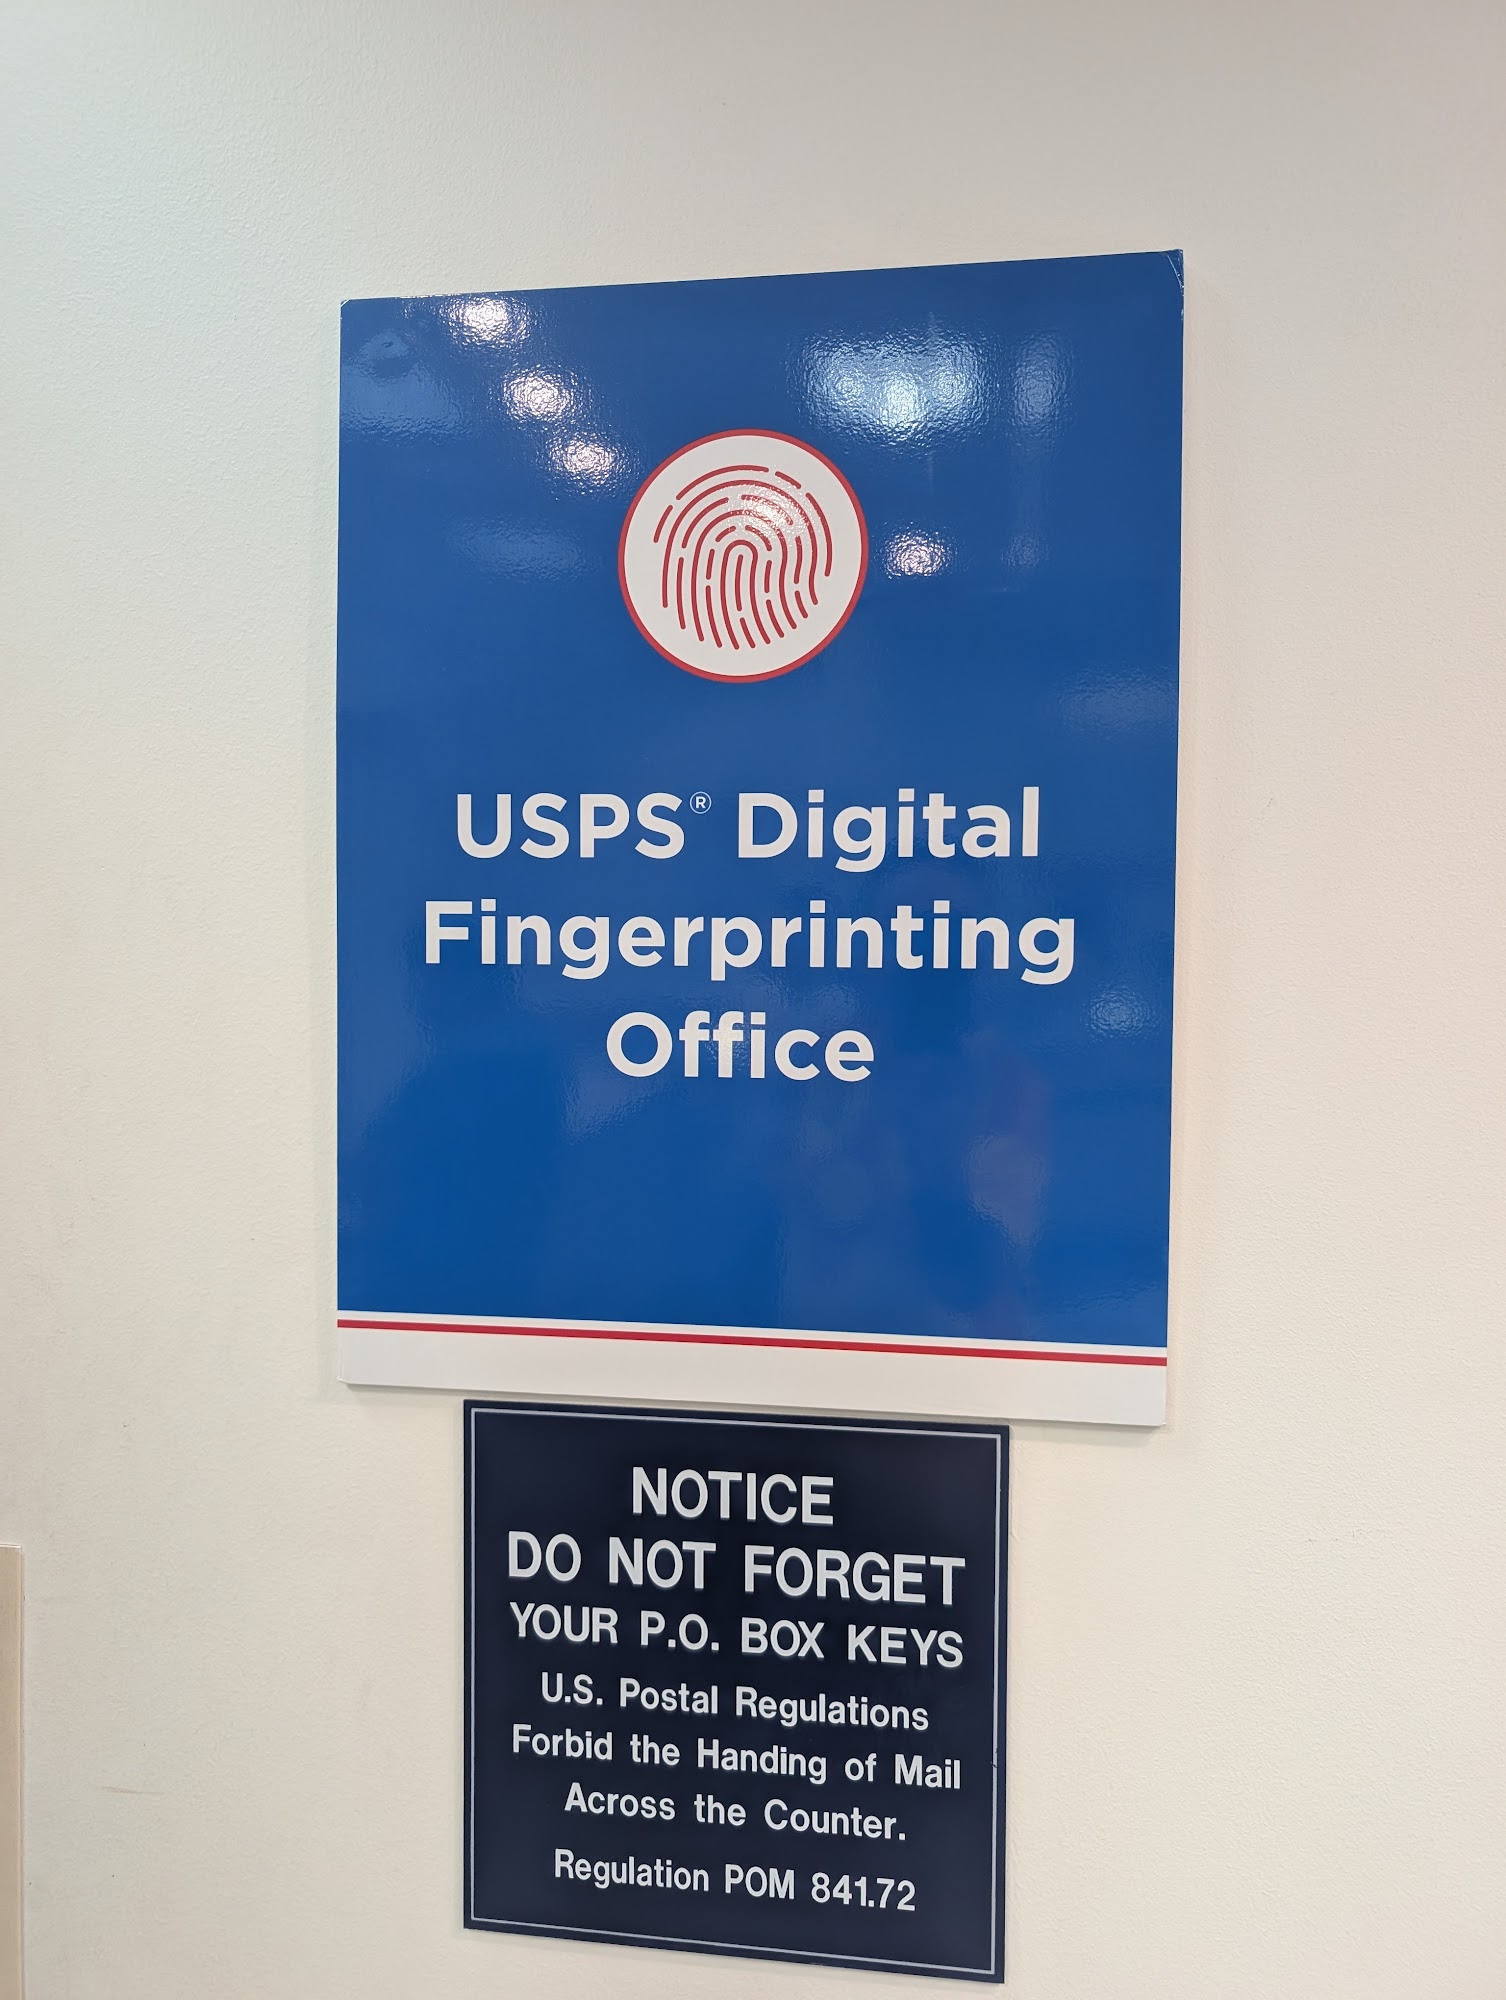 USPS® Digital
Fingerprinting
Office
NOTICE
DO NOT FORGET
YOUR P.O. BOX KEYS
U.S. Postal Regulations
Forbid the Handing of Mail
Across the Counter.
Regulation POM 841.72